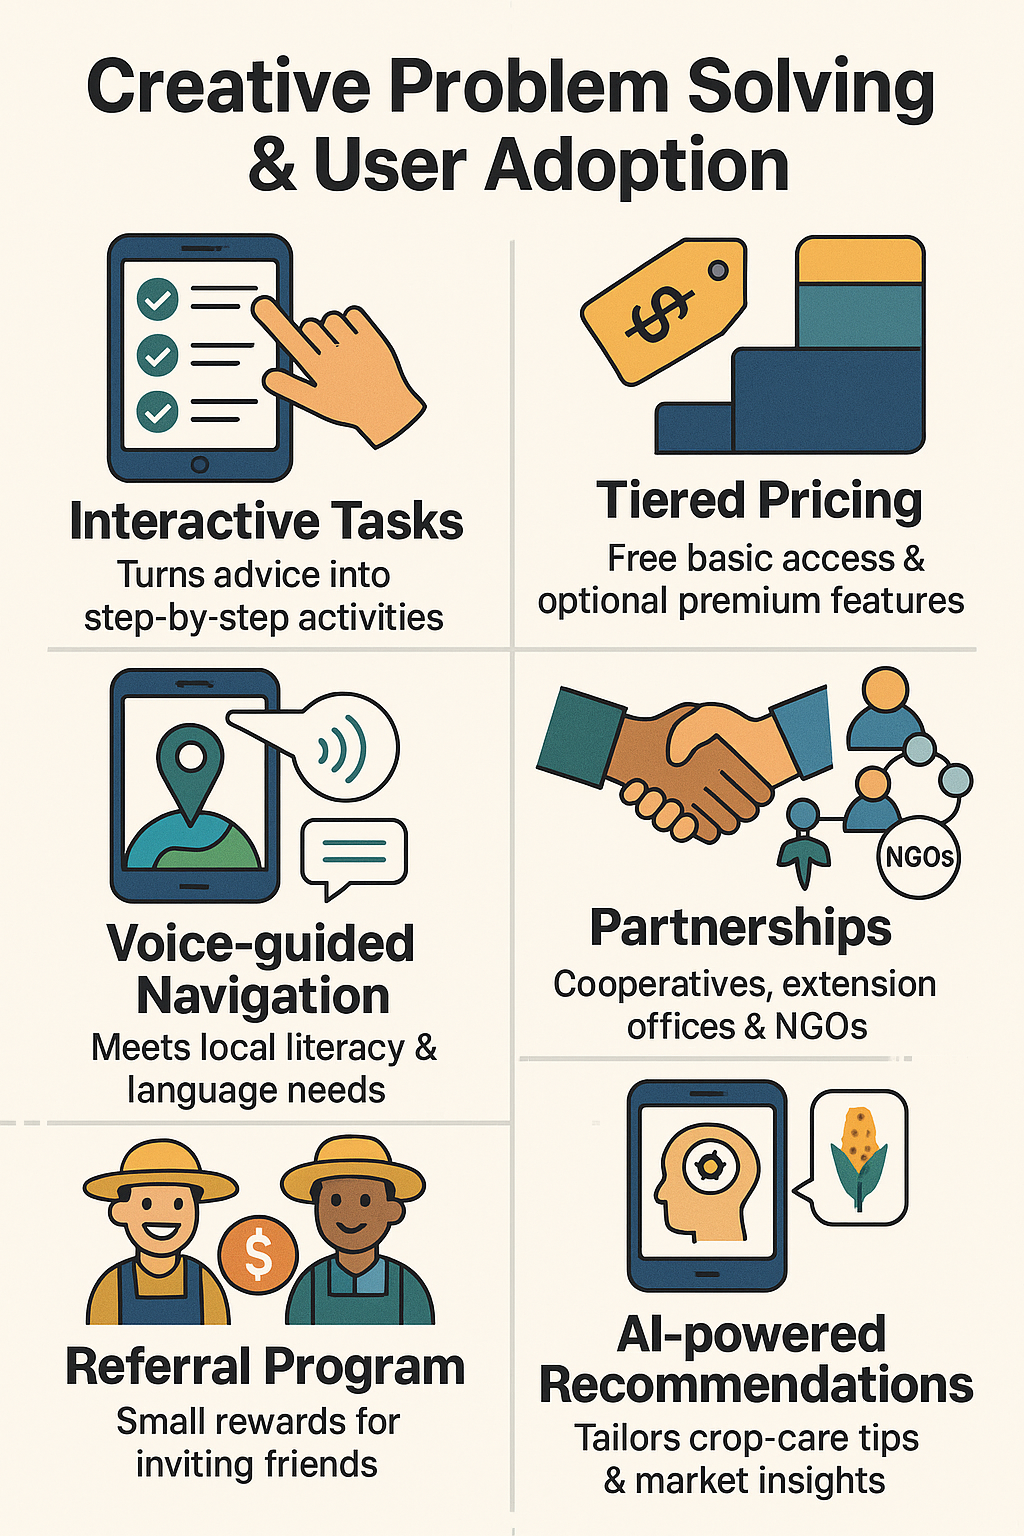 Creative Problem Solving
& User Adoption
$
Interactive Tasks
Turns advice into
step-by-step activities
Tiered Pricing
Free basic access &
optional premium features
Voice-guided
Navigation
Meets local literacy &
language needs
NGOs
Partnerships
Cooperatives, extension
offices & NGOs
$
Referral Program
Small rewards for
inviting friends
AI-powered
Recommendations
Tailors crop-care tips
& market insights